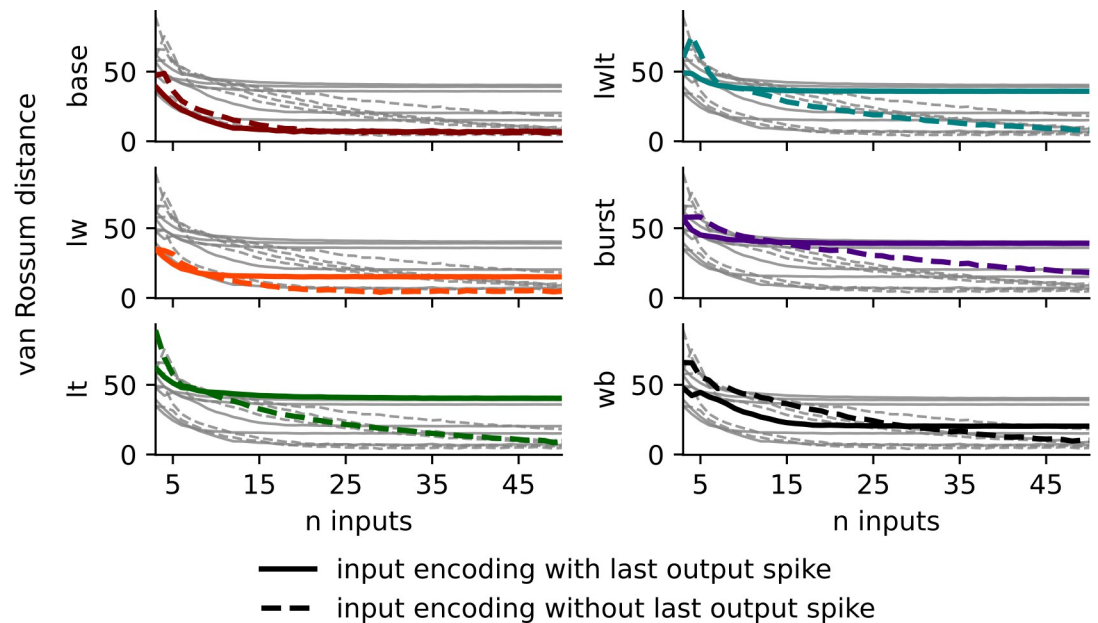 van Rossum distance
base
50
0
lwlt
50
0
lw
50
0
burst
50
0
lt
50
0
5 15 25 35 45
n inputs
wb
50
0
5 15 25 35 45
n inputs
input encoding with last output spike
input encoding without last output spike